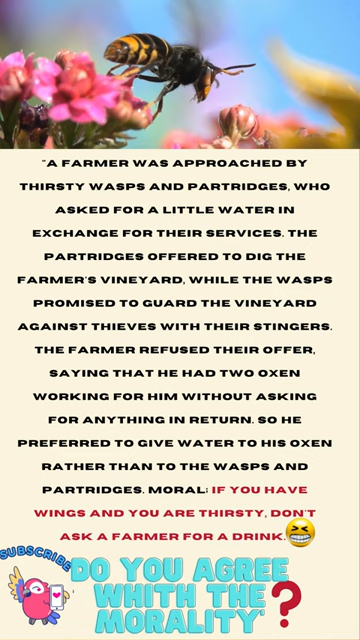 "A FARMER WAS APPROACHED BY
THIRSTY WASPS AND PARTRIDGES, WHO
ASKED FOR A LITTLE WATER IN
EXCHANGE FOR THEIR SERVICES. THE
PARTRIDGES OFFERED TO DIG THE
FARMER'S VINEYARD, WHILE THE WASPS
PROMISED TO GUARD THE VINEYARD
AGAINST THIEVES WITH THEIR STINGERS.
THE FARMER REFUSED THEIR OFFER,
SAYING THAT HE HAD TWO OXEN
WORKING FOR HIM WITHOUT ASKING
FOR ANYTHING IN RETURN. SO HE
PREFERRED TO GIVE WATER TO HIS OXEN
RATHER THAN TO THE WASPS AND
PARTRIDGES. MORAL: IF YOU HAVE
WINGS AND YOU ARE THIRSTY, DON'T
ASK A FARMER FOR A DRINK.
SUBSCRIBE
DO YOU AGREE
WHITH THE
MORALITY'?